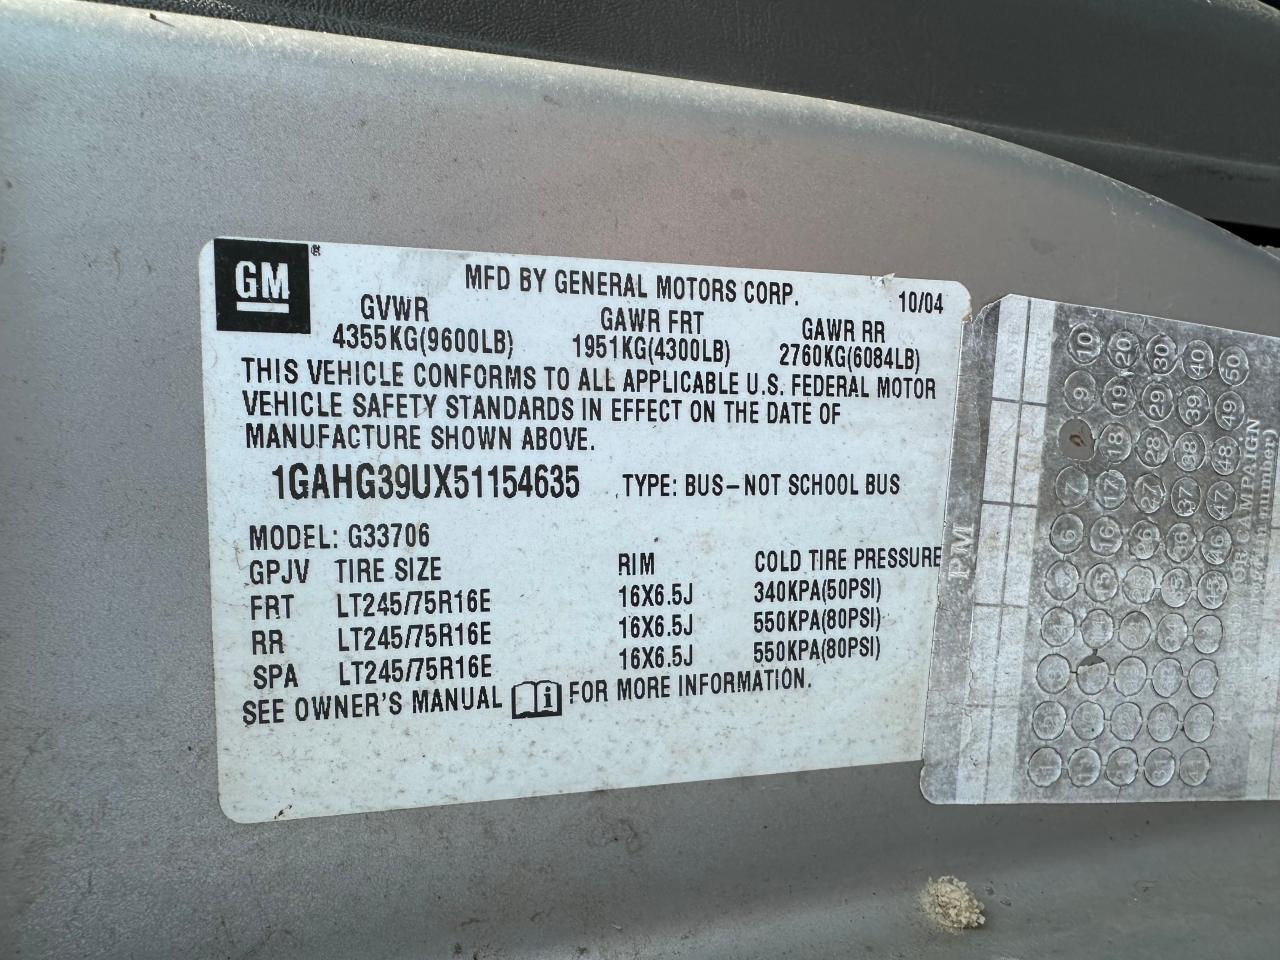 GM ®
MFD BY GENERAL MOTORS CORP. 10/04
GVWR GAWR FRT GAWR RR
4355KG(9600LB) 1951KG(4300LB) 2760KG(6084LB)
THIS VEHICLE CONFORMS TO ALL APPLICABLE U.S. FEDERAL MOTOR
VEHICLE SAFETY STANDARDS IN EFFECT ON THE DATE OF
MANUFACTURE SHOWN ABOVE.
1GAHG39UX51154635 TYPE: BUS-NOT SCHOOL BUS
MODEL: G33706
GPJV TIRE SIZE RIM COLD TIRE PRESSURE
FRT LT245/75R16E 16X6.5J 340KPA(50PSI)
RR LT245/75R16E 16X6.5J 550KPA(80PSI)
SPA LT245/75R16E 16X6.5J 550KPA(80PSI)
SEE OWNER'S MANUAL i FOR MORE INFORMATION.
PM
DATE
10 20 30 40 50
9 19 29 39 49
18 28 38 48
7 17 27 37 47
6 16 26 36 46
OR CAMPAIGN